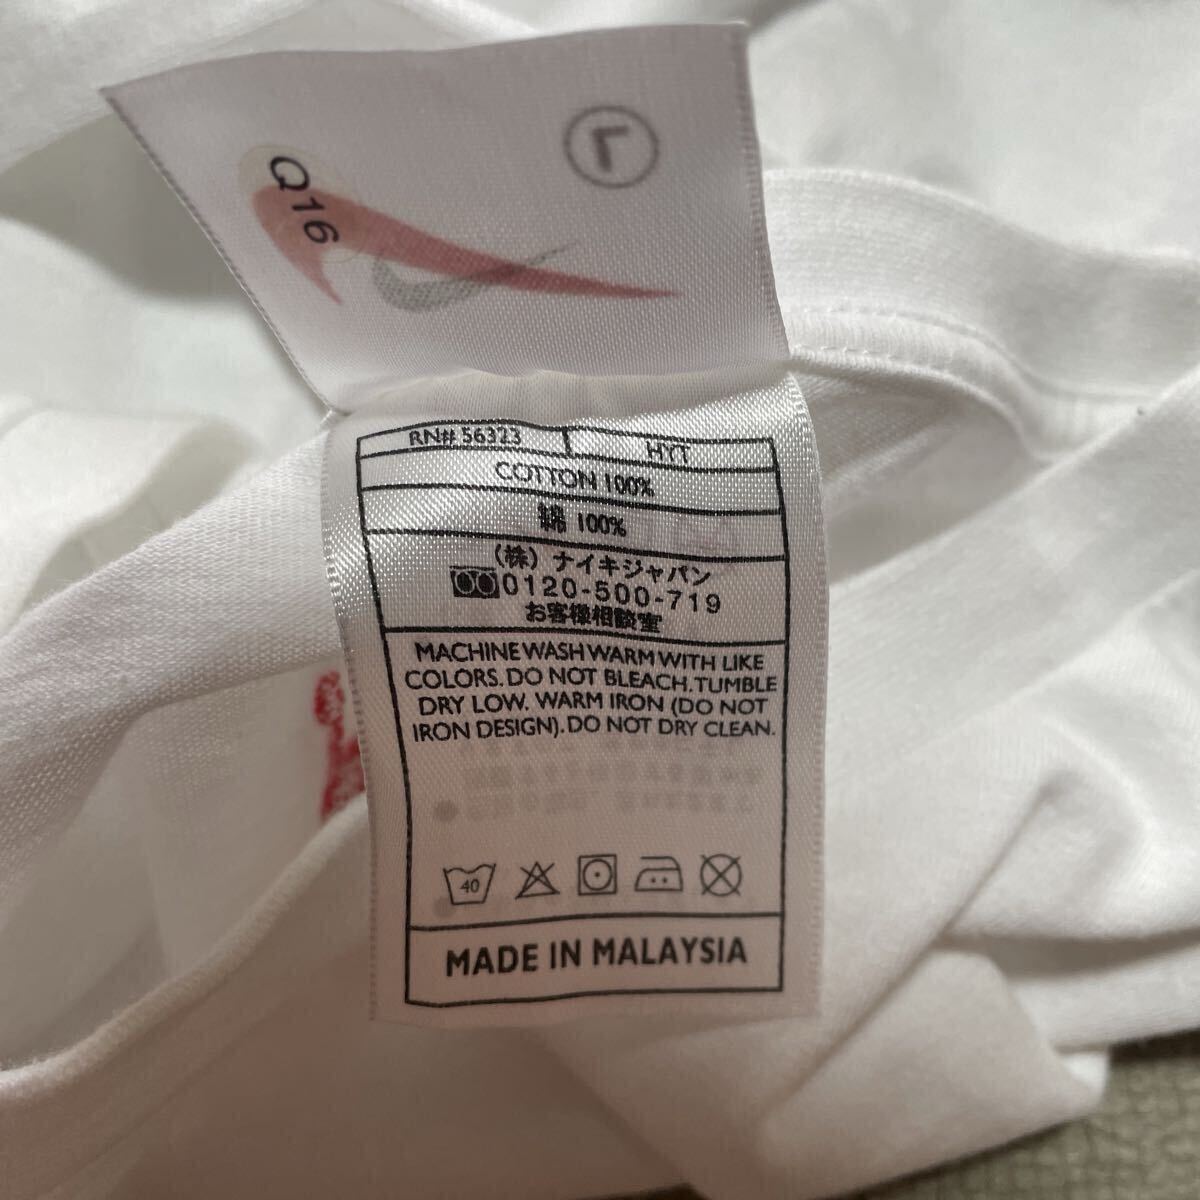 L
Q16
RN# 56323 HYT
COTTON 100%
綿 100%
(株) ナイキジャパン
0120-500-719
お客様相談室
MACHINE WASH WARM WITH LIKE
COLORS. DO NOT BLEACH. TUMBLE
DRY LOW. WARM IRON (DO NOT
IRON DESIGN). DO NOT DRY CLEAN.
40
MADE IN MALAYSIA